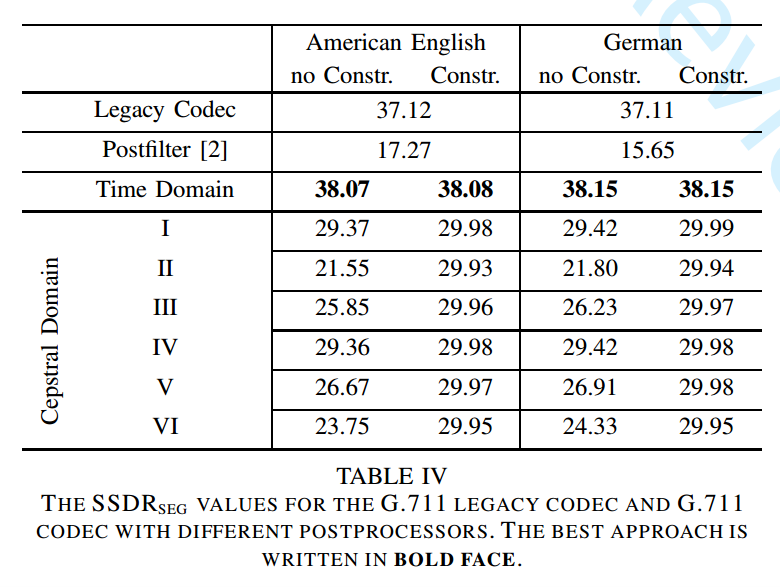 American English German
no Constr. Constr. no Constr. Constr.
Legacy Codec 37.12 37.11
Postfilter [2] 17.27 15.65
Time Domain 38.07 38.08 38.15 38.15
Cepstral Domain
I 29.37 29.98 29.42 29.99
II 21.55 29.93 21.80 29.94
III 25.85 29.96 26.23 29.97
IV 29.36 29.98 29.42 29.98
V 26.67 29.97 26.91 29.98
VI 23.75 29.95 24.33 29.95
TABLE IV
THE SSDRSEG VALUES FOR THE G.711 LEGACY CODEC AND G.711
CODEC WITH DIFFERENT POSTPROCESSORS. THE BEST APPROACH IS
WRITTEN IN BOLD FACE.